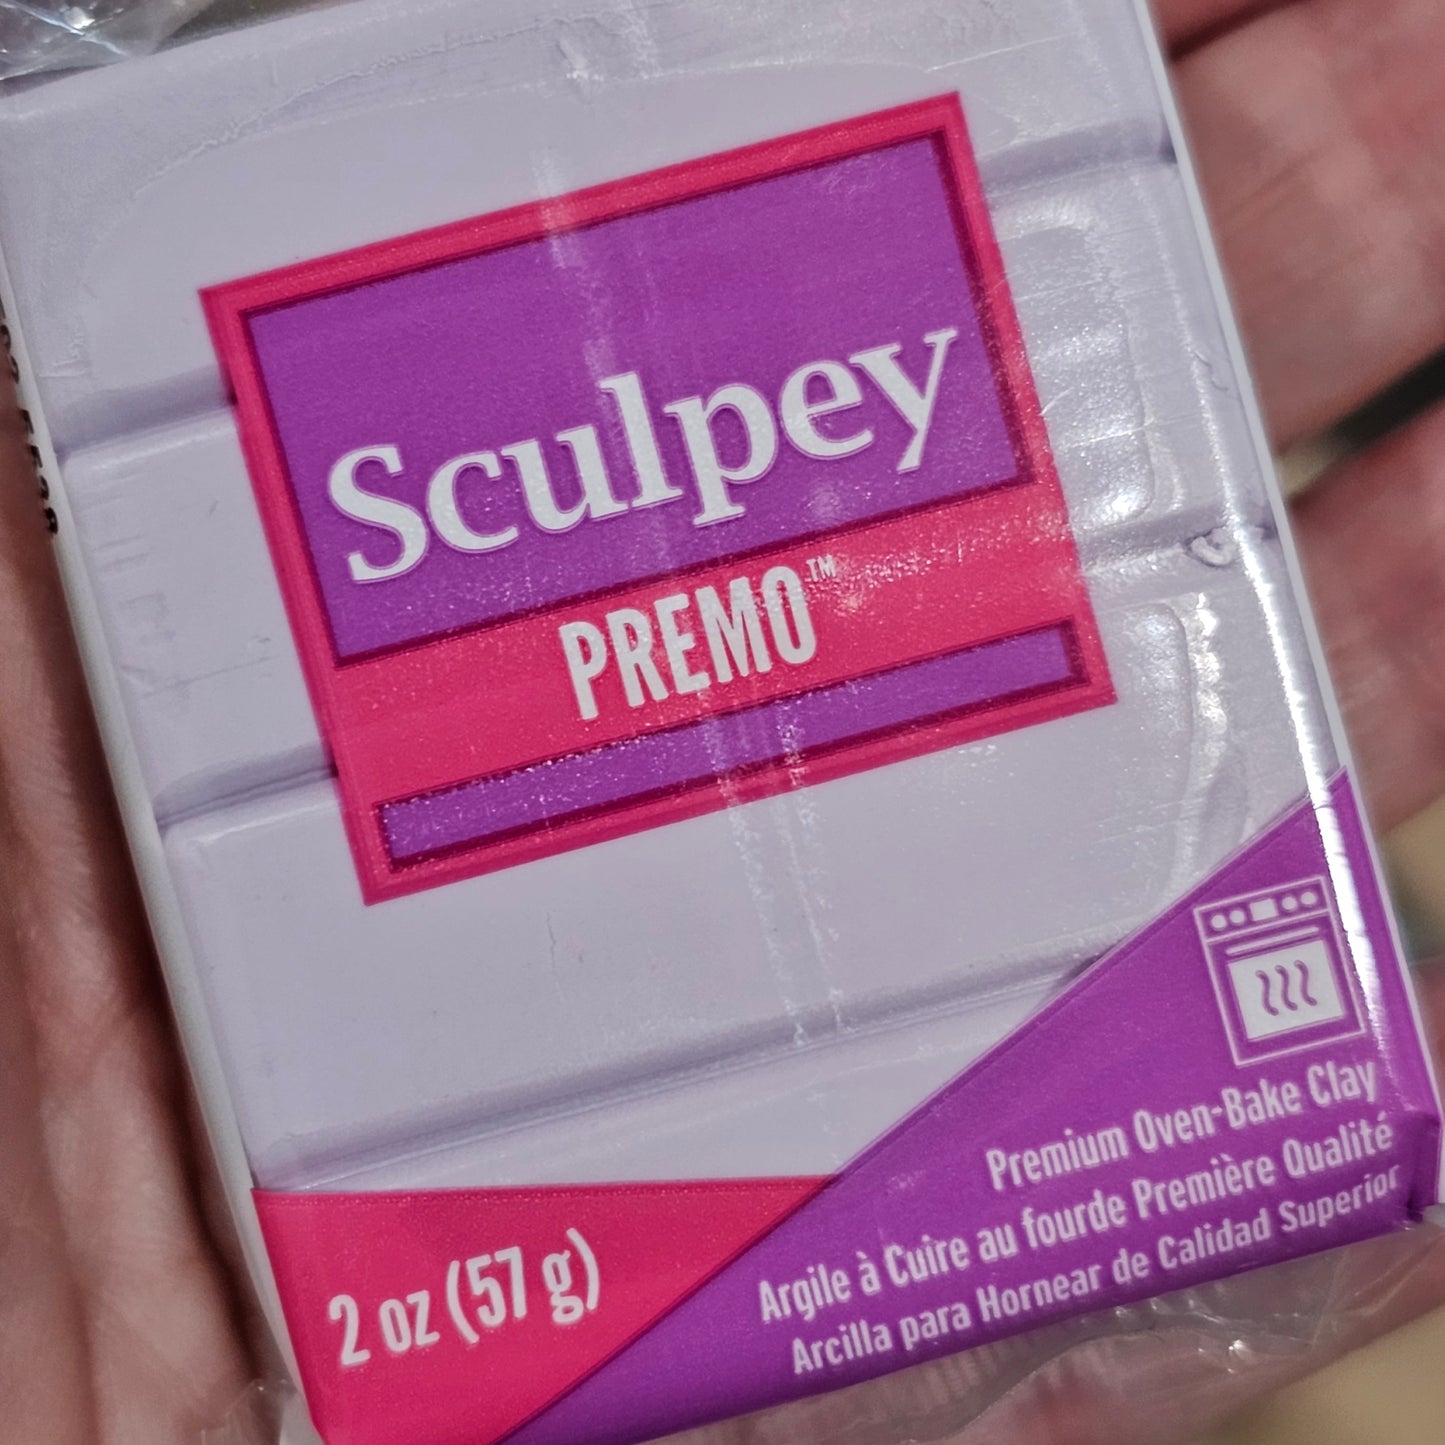 Sculpey
PREMO™
Premium Oven-Bake Clay
Argile à Cuire au fourde Première Qualité
Arcilla para Hornear de Calidad Superior
2 oz (57 g)